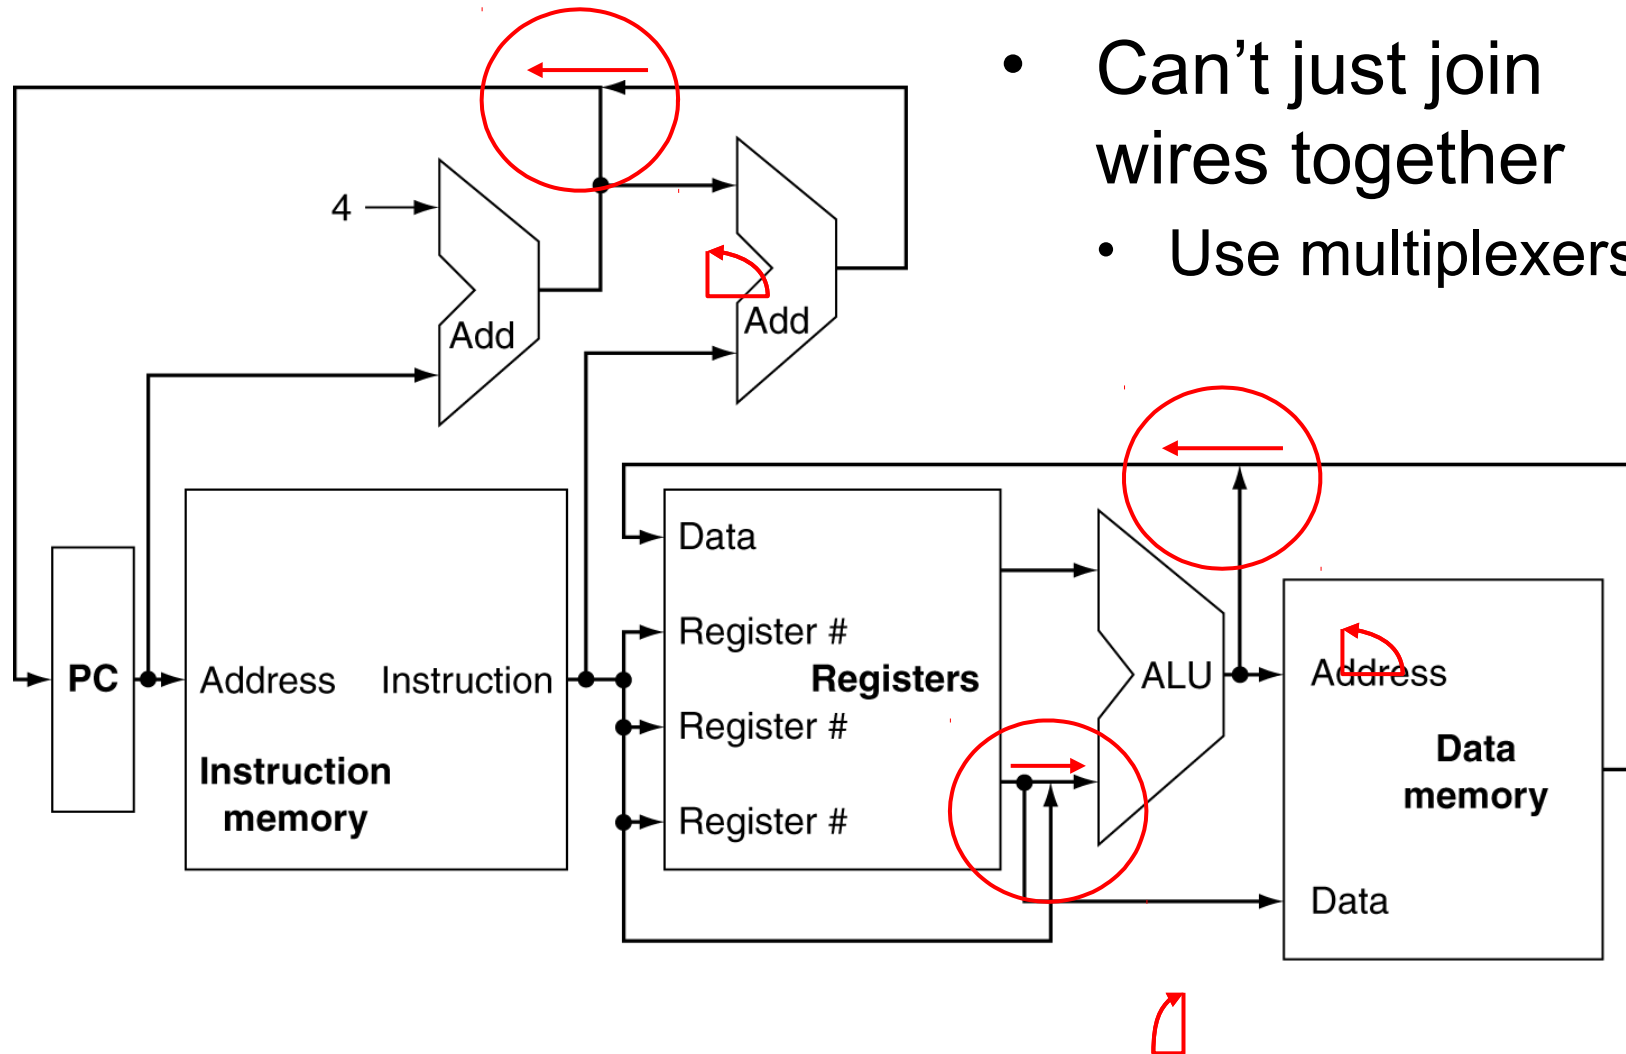 • Can’t just join
wires together
• Use multiplexers
4
Add
Add
PC
Address
Instruction
Instruction
memory
Data
Register #
Registers
Register #
Register #
ALU
Address
Data
memory
Data